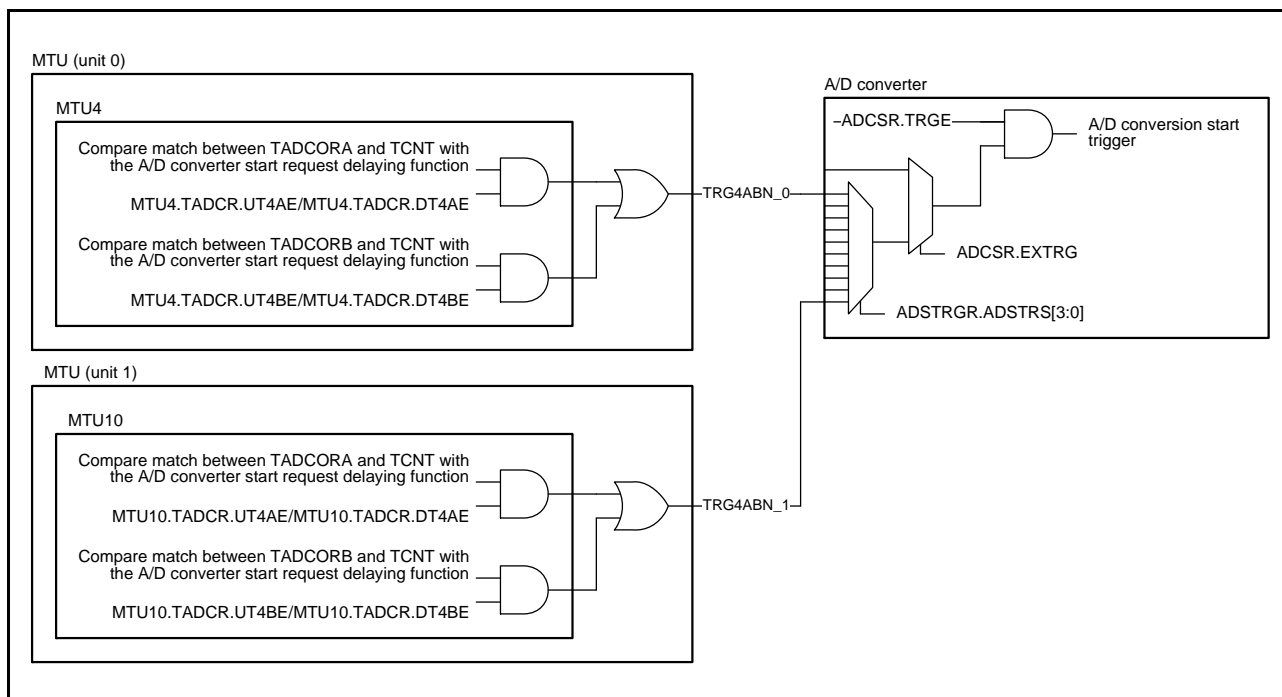 MTU (unit 0)
MTU4
Compare match between TADCORA and TCNT with
the A/D converter start request delaying function
MTU4.TADCR.UT4AE/MTU4.TADCR.DT4AE
Compare match between TADCORB and TCNT with
the A/D converter start request delaying function
MTU4.TADCR.UT4BE/MTU4.TADCR.DT4BE
TRG4ABN_0
MTU (unit 1)
MTU10
Compare match between TADCORA and TCNT with
the A/D converter start request delaying function
MTU10.TADCR.UT4AE/MTU10.TADCR.DT4AE
Compare match between TADCORB and TCNT with
the A/D converter start request delaying function
MTU10.TADCR.UT4BE/MTU10.TADCR.DT4BE
TRG4ABN_1
A/D converter
ADCSR.TRGE
A/D conversion start
trigger
ADCSR.EXTRG
ADSTRGR.ADSTRS[3:0]